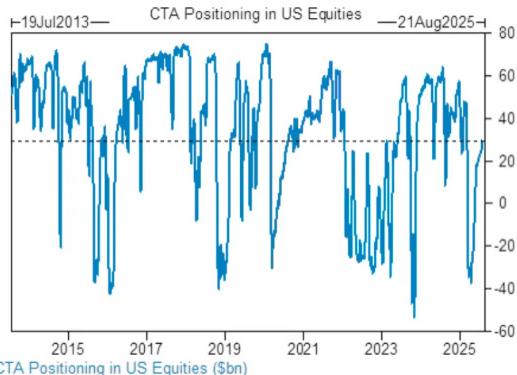 CTA Positioning in US Equities
19Jul2013
21Aug2025
80
60
40
20
0
-20
-40
-60
2015 2017 2019 2021 2023 2025
CTA Positioning in US Equities ($bn)